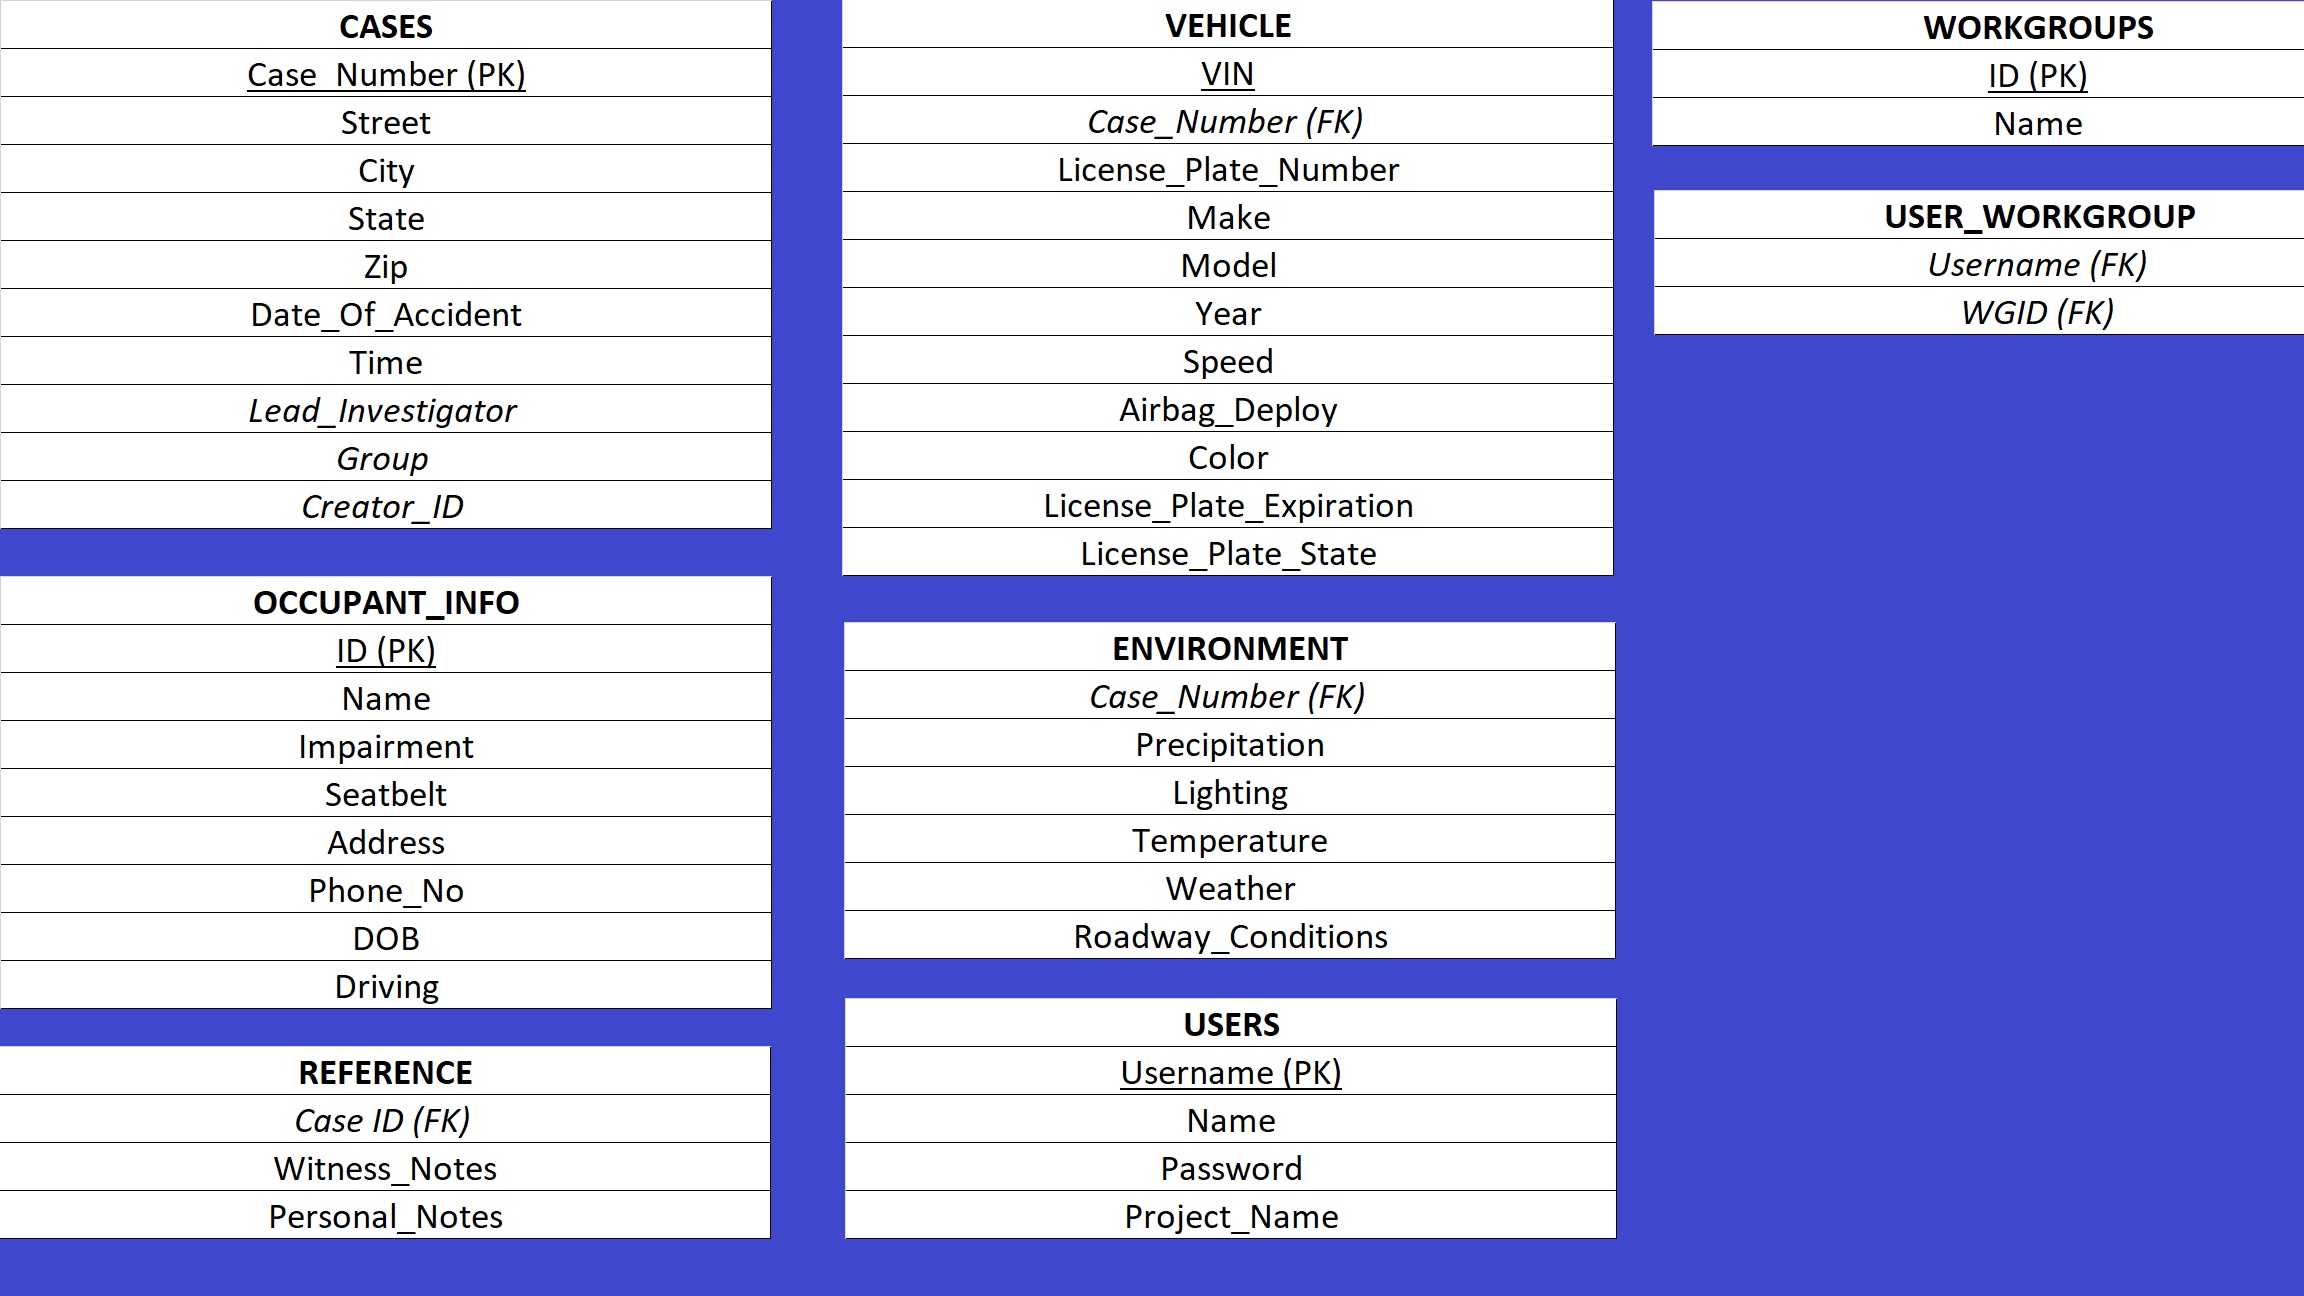 CASES
Case_Number (PK)
Street
City
State
Zip
Date_Of_Accident
Time
Lead_Investigator
Group
Creator_ID
OCCUPANT_INFO
ID (PK)
Name
Impairment
Seatbelt
Address
Phone_No
DOB
Driving
REFERENCE
Case ID (FK)
Witness_Notes
Personal_Notes
VEHICLE
VIN
Case_Number (FK)
License_Plate_Number
Make
Model
Year
Speed
Airbag_Deploy
Color
License_Plate_Expiration
License_Plate_State
ENVIRONMENT
Case_Number (FK)
Precipitation
Lighting
Temperature
Weather
Roadway_Conditions
USERS
Username (PK)
Name
Password
Project_Name
WORKGROUPS
ID (PK)
Name
USER_WORKGROUP
Username (FK)
WGID (FK)